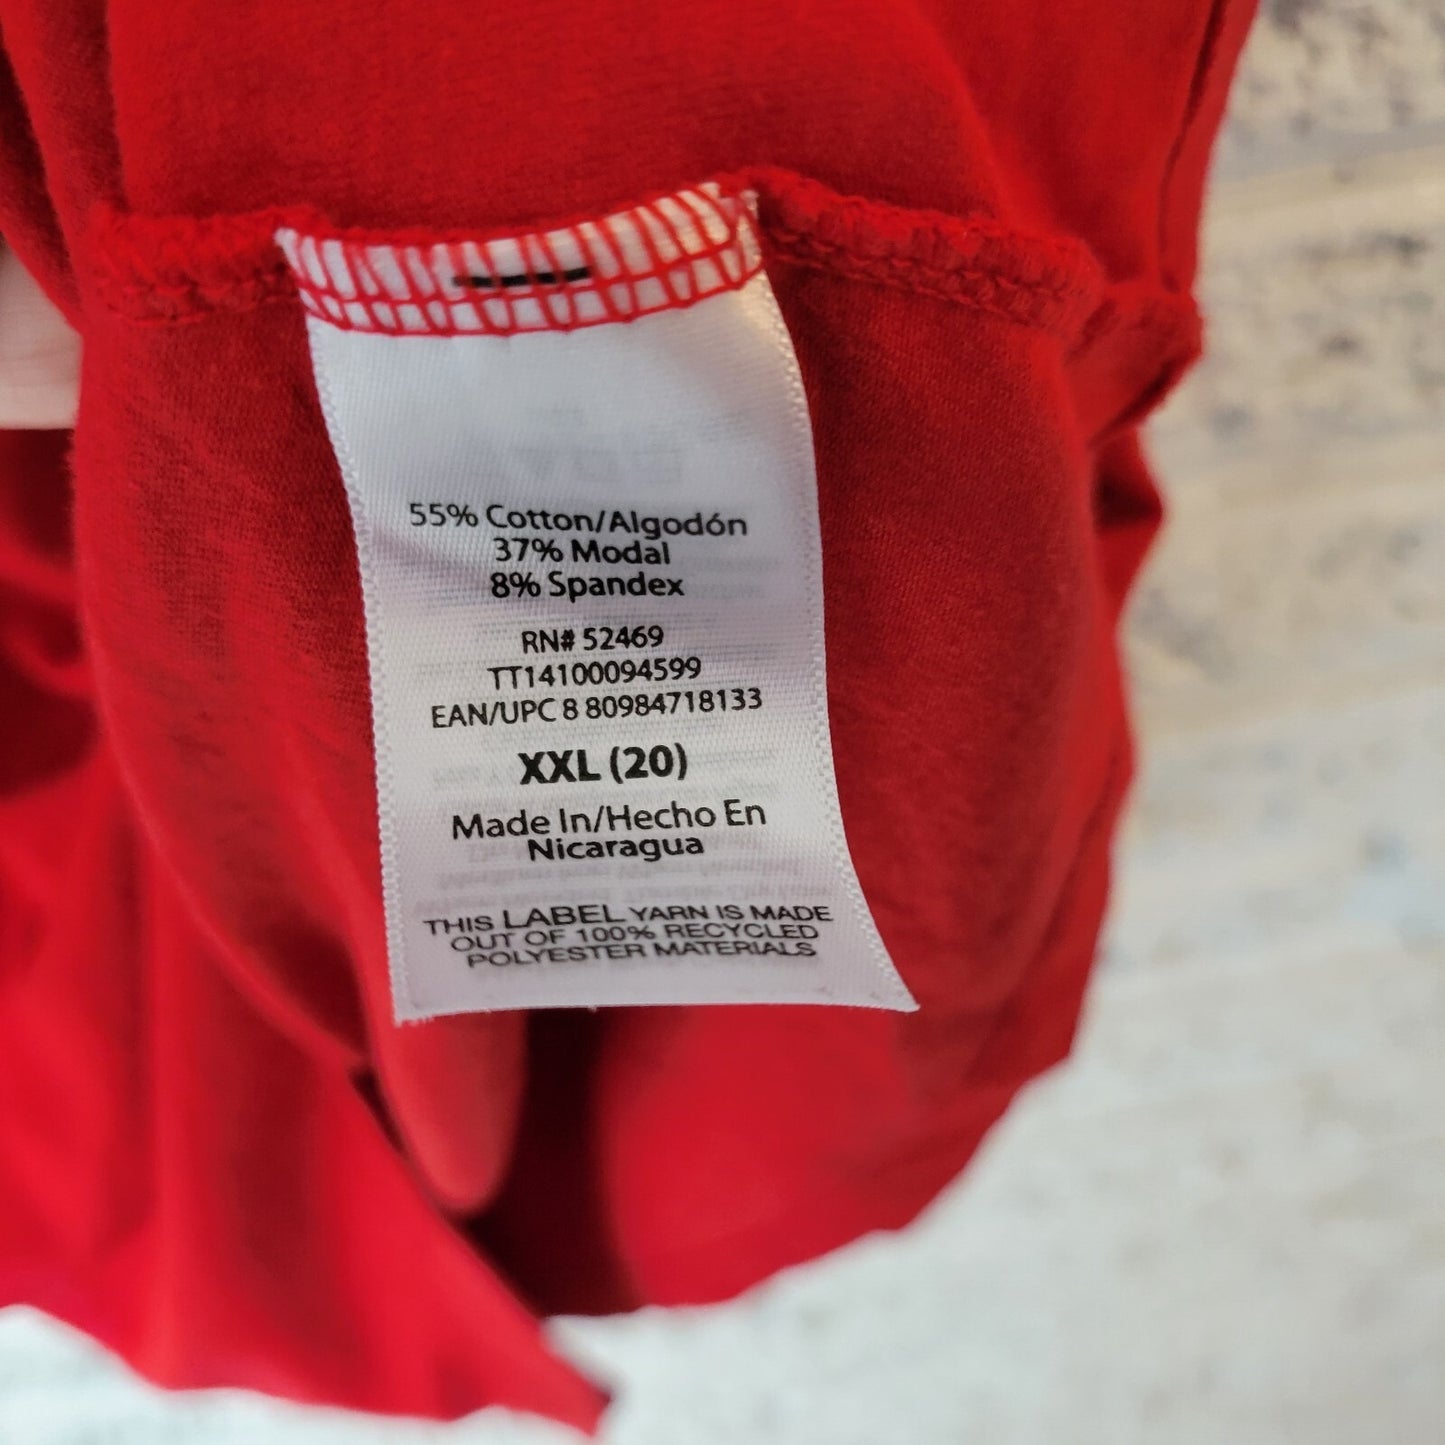 55% Cotton/Algodón
37% Modal
8% Spandex
RN# 52469
TT14100094599
EAN/UPC 8 80984718133
XXL (20)
Made In/Hecho En
Nicaragua
THIS LABEL YARN IS MADE
OUT OF 100% RECYCLED
POLYESTER MATERIALS